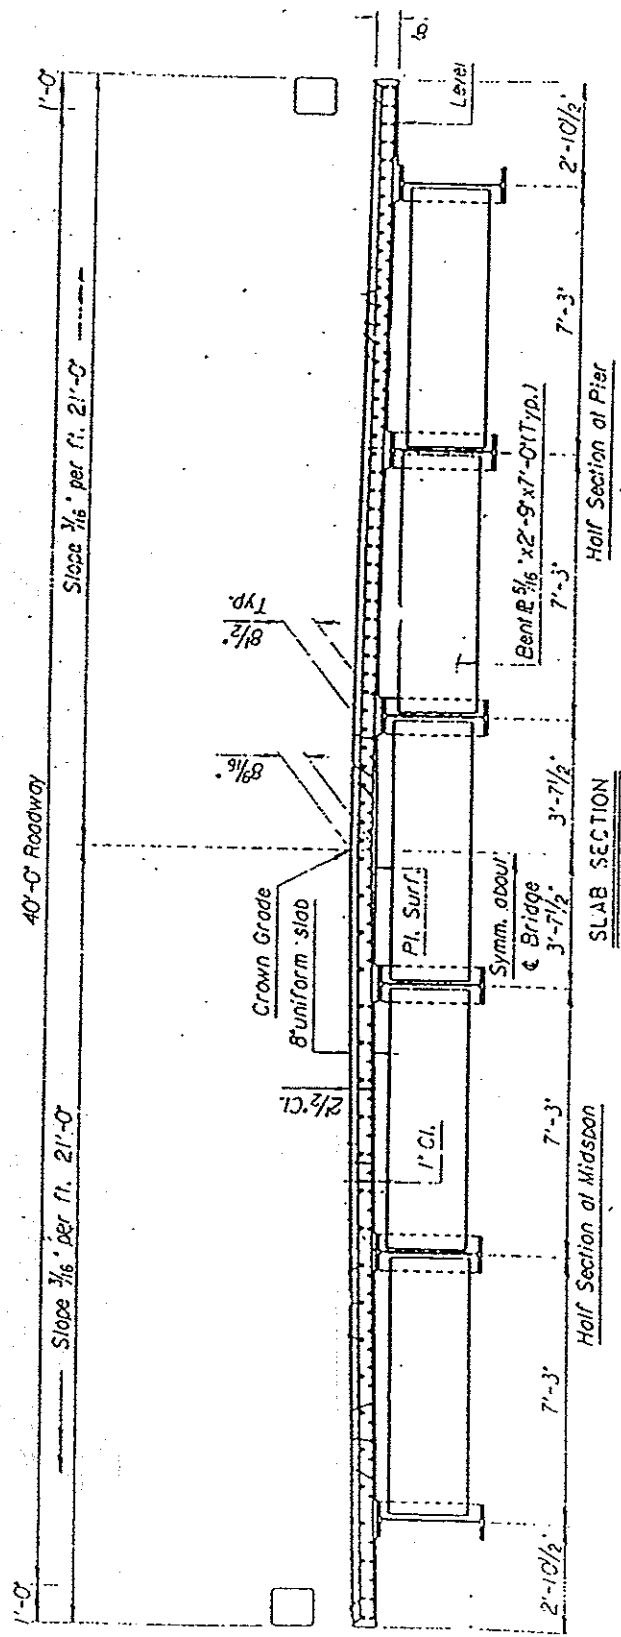 1'-0"
40'-0" Roadway
1'-0"
Slope 3/16" per ft. 21'-0"
Slope 3/16" per ft. 21'-0"
Crown Grade
8" uniform slab
2 1/2" Cl.
8 9/16"
8 1/2"
Typ.
8"
Level
1" Cl.
Pl. Surf.
Symm. about
℄ Bridge
Bent ℙ 5/16" x 2'-9" x 7'-0" (Typ.)
2'-10 1/2"
7'-3"
7'-3"
3'-7 1/2"
3'-7 1/2"
7'-3"
7'-3"
2'-10 1/2"
Half Section at Midspan
Half Section at Pier
SLAB SECTION